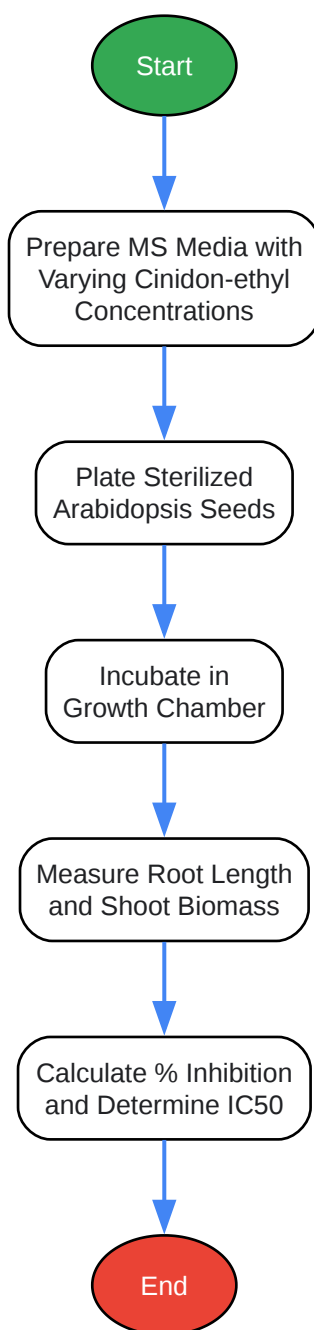 Start
Prepare MS Media with
Varying Cinidon-ethyl
Concentrations
Plate Sterilized
Arabidopsis Seeds
Incubate in
Growth Chamber
Measure Root Length
and Shoot Biomass
Calculate % Inhibition
and Determine IC50
End